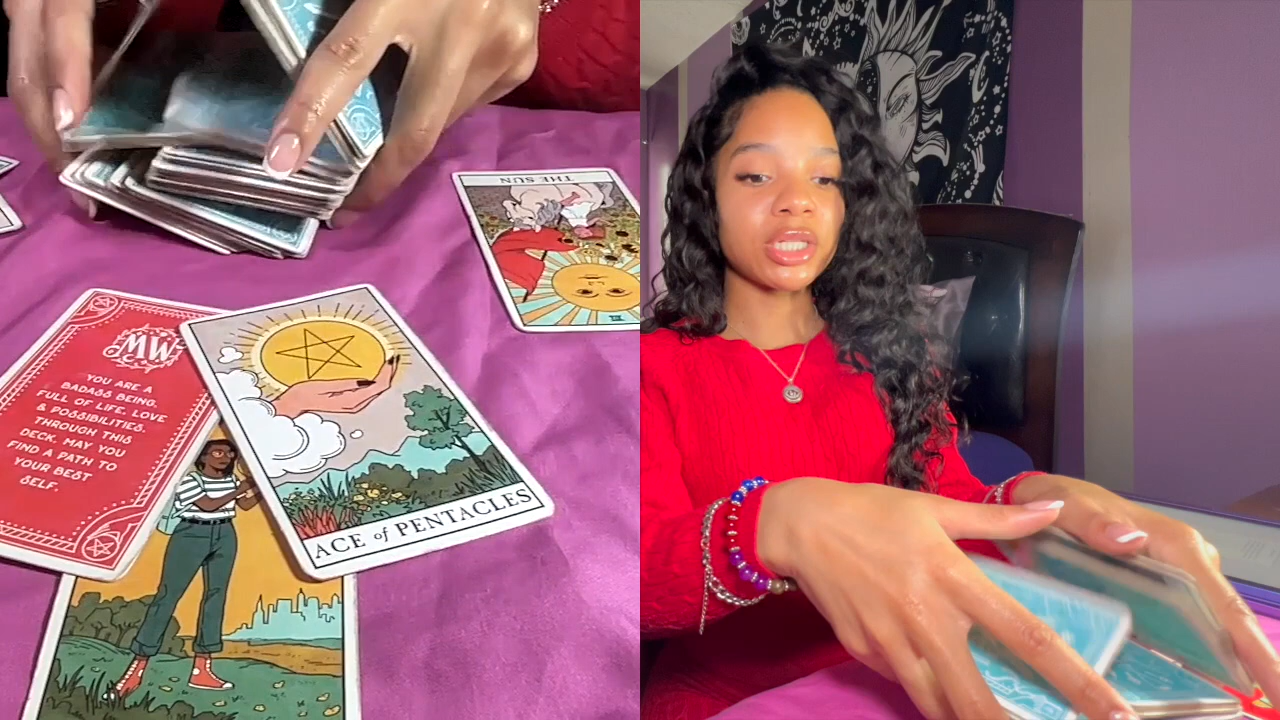 THE SUN
MW
YOU ARE A
BADASS BEING,
FULL OF LIFE, LOVE
& POSSIBILITIES.
THROUGH THIS
DECK, MAY YOU
FIND A PATH TO
YOUR BEST
SELF.
ACE of PENTACLES